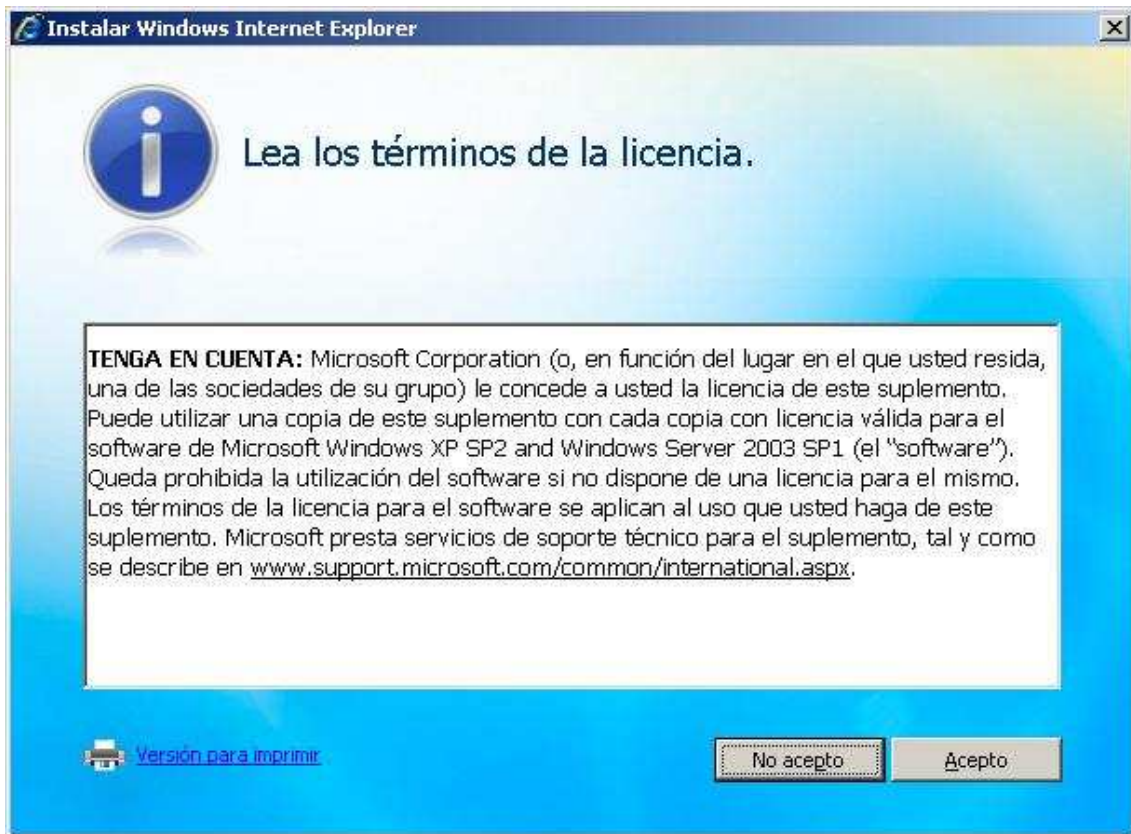 Instalar Windows Internet Explorer
Lea los términos de la licencia.
TENGA EN CUENTA: Microsoft Corporation (o, en función del lugar en el que usted resida,
una de las sociedades de su grupo) le concede a usted la licencia de este suplemento.
Puede utilizar una copia de este suplemento con cada copia con licencia válida para el
software de Microsoft Windows XP SP2 and Windows Server 2003 SP1 (el "software").
Queda prohibida la utilización del software si no dispone de una licencia para el mismo.
Los términos de la licencia para el software se aplican al uso que usted haga de este
suplemento. Microsoft presta servicios de soporte técnico para el suplemento, tal y como
se describe en www.support.microsoft.com/common/international.aspx.
Versión para imprimir
No acepto
Acepto